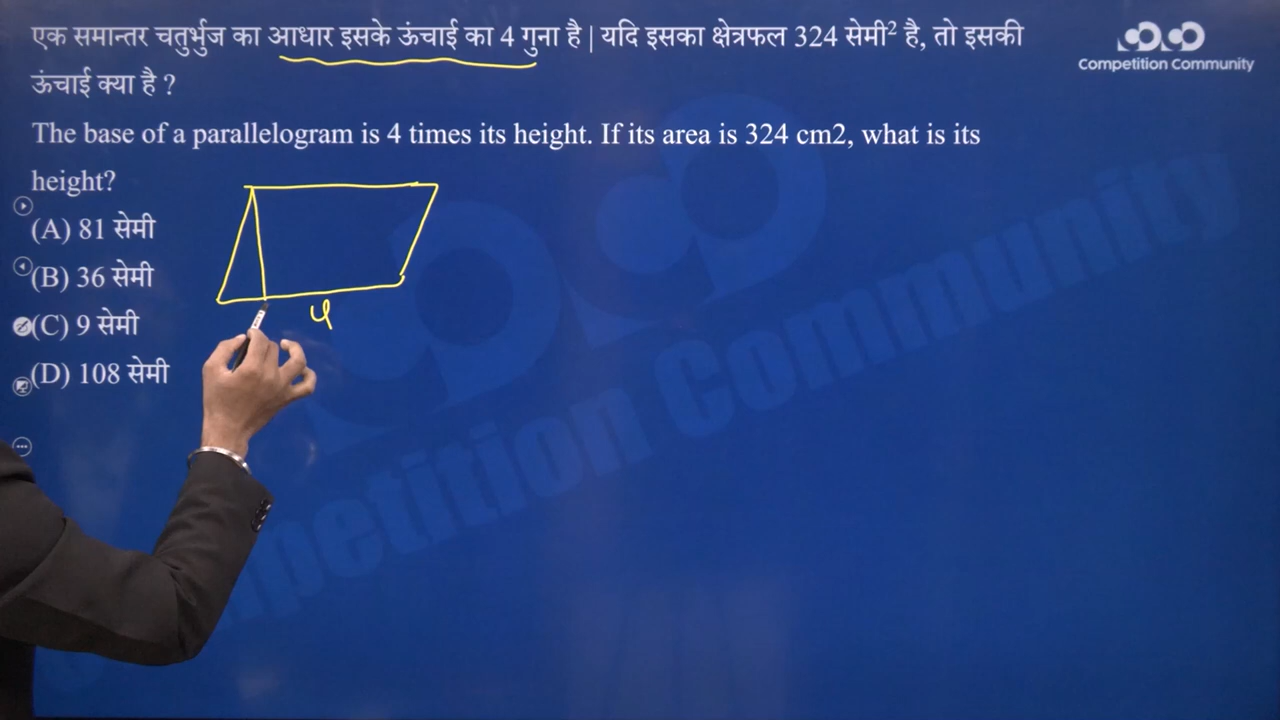 एक समान्तर चतुर्भुज का आधार इसके ऊंचाई का 4 गुना है | यदि इसका क्षेत्रफल 324 सेमी² है, तो इसकी
ऊंचाई क्या है ?
The base of a parallelogram is 4 times its height. If its area is 324 cm2, what is its
height?
(A) 81 सेमी
(B) 36 सेमी
(C) 9 सेमी
(D) 108 सेमी
4
Competition Community
Competition Community